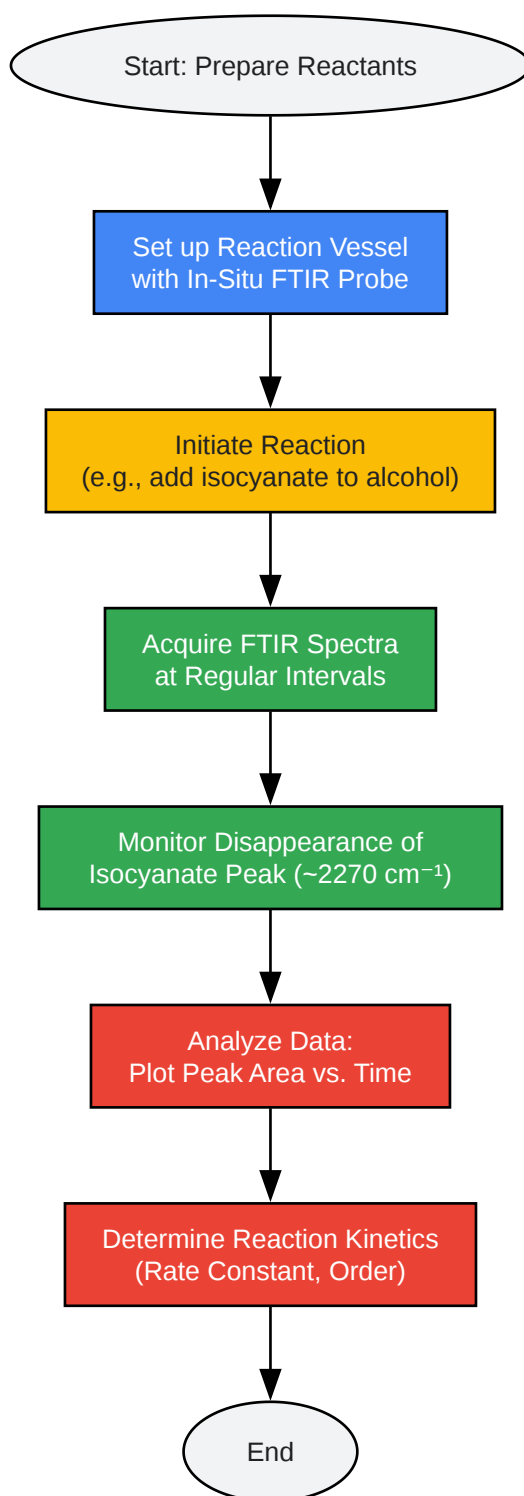 Start: Prepare Reactants
Set up Reaction Vessel
with In-Situ FTIR Probe
Initiate Reaction
(e.g., add isocyanate to alcohol)
Acquire FTIR Spectra
at Regular Intervals
Monitor Disappearance of
Isocyanate Peak (~2270 cm⁻¹)
Analyze Data:
Plot Peak Area vs. Time
Determine Reaction Kinetics
(Rate Constant, Order)
End